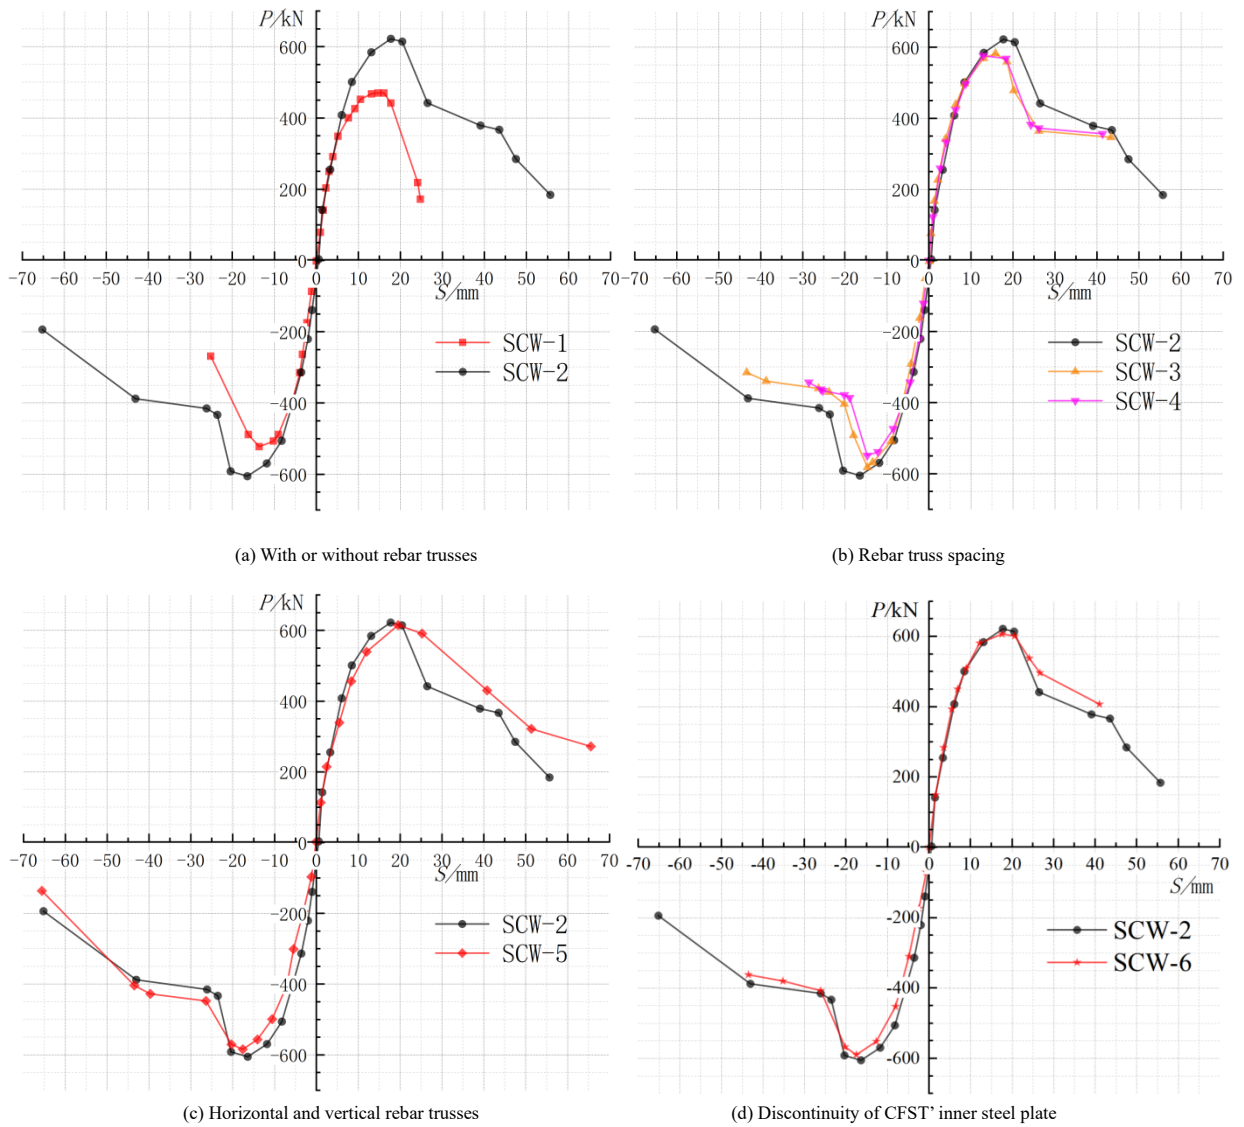 P/kN
600
400
200
0
-70 -60 -50 -40 -30 -20 -10 0 10 20 30 40 50 60 70
S/mm
-200
-400
-600
SCW-1
SCW-2
(a) With or without rebar trusses
P/kN
600
400
200
0
-70 -60 -50 -40 -30 -20 -10 0 10 20 30 40 50 60 70
S/mm
-200
-400
-600
SCW-2
SCW-3
SCW-4
(b) Rebar truss spacing
P/kN
600
400
200
0
-70 -60 -50 -40 -30 -20 -10 0 10 20 30 40 50 60 70
S/mm
-200
-400
-600
SCW-2
SCW-5
(c) Horizontal and vertical rebar trusses
P/kN
600
400
200
0
-70 -60 -50 -40 -30 -20 -10 0 10 20 30 40 50 60 70
S/mm
-200
-400
-600
SCW-2
SCW-6
(d) Discontinuity of CFST' inner steel plate